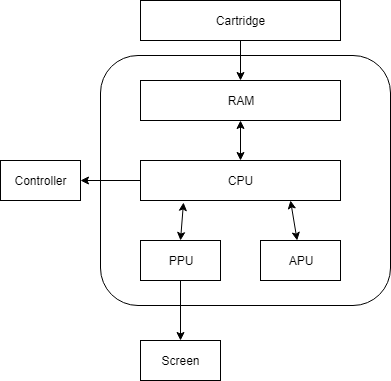 Cartridge
RAM
Controller
CPU
PPU
APU
Screen